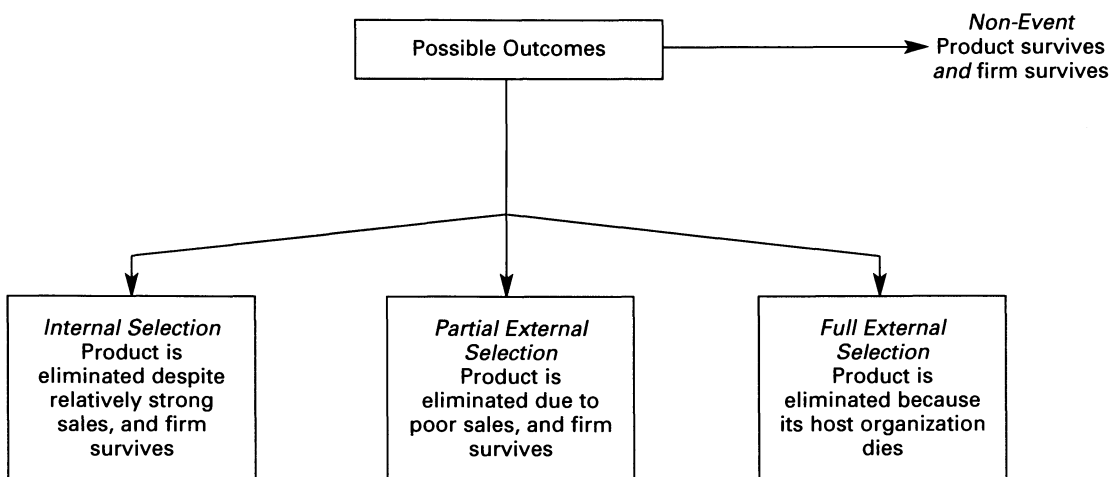 Possible Outcomes
Non-Event
Product survives
and firm survives
Internal Selection
Product is
eliminated despite
relatively strong
sales, and firm
survives
Partial External
Selection
Product is
eliminated due to
poor sales, and firm
survives
Full External
Selection
Product is
eliminated because
its host organization
dies